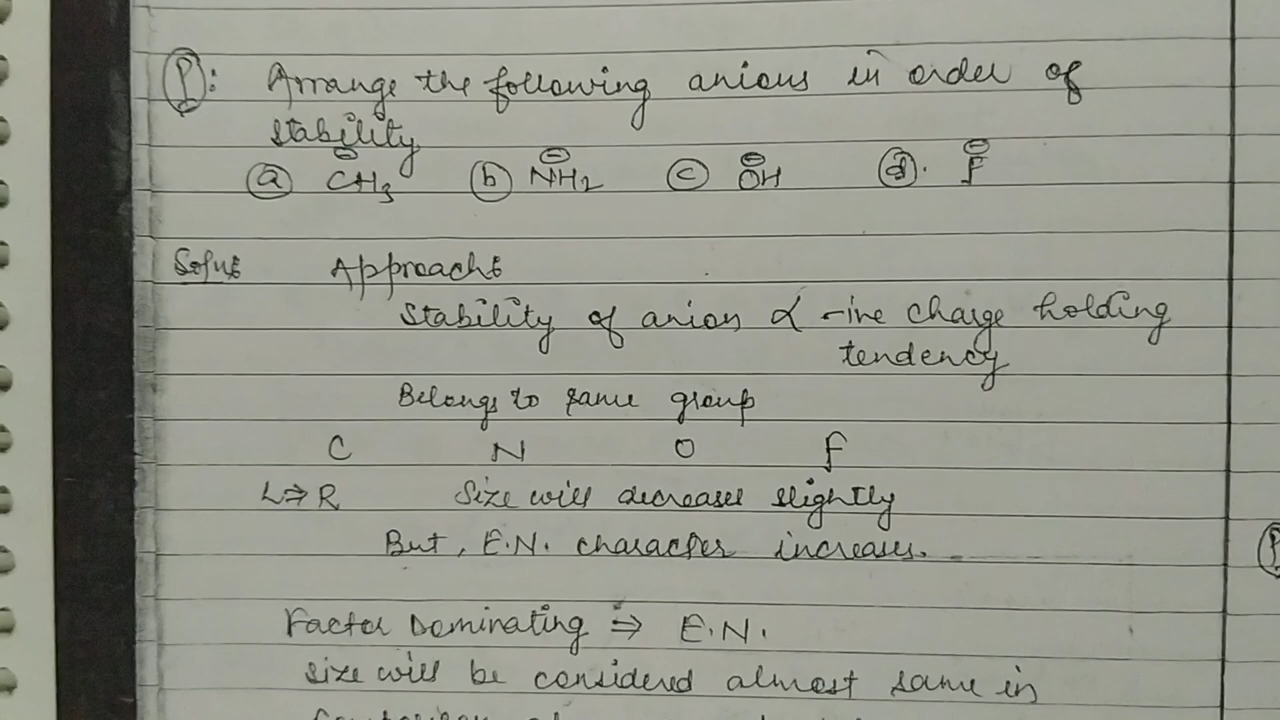 P: Arrange the following anions in order of
stability
a ⊖CH3 b ⊖NH2 c ⊖OH d. ⊖F
Solut Approach:
Stability of anion ∝ -ive charge holding
tendency
Belongs to same group
C N O F
L⇒R Size will decreases slightly
But, E.N. character increases.
Factor Dominating ⇒ E.N.
size will be considered almost same in